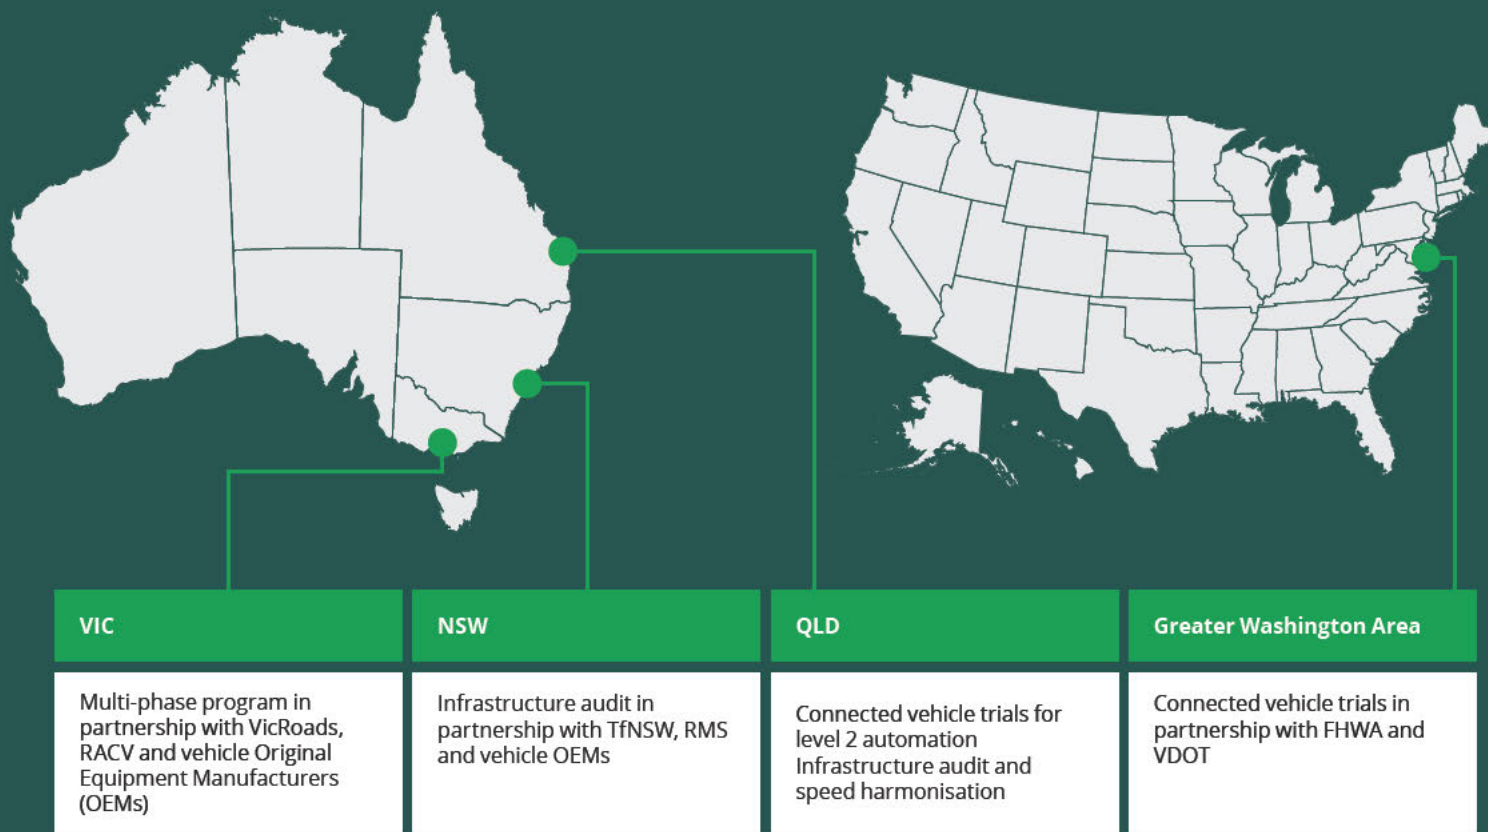 VIC
Multi-phase program in
partnership with VicRoads,
RACV and vehicle Original
Equipment Manufacturers
(OEMs)
NSW
Infrastructure audit in
partnership with TfNSW, RMS
and vehicle OEMs
QLD
Connected vehicle trials for
level 2 automation
Infrastructure audit and
speed harmonisation
Greater Washington Area
Connected vehicle trials in
partnership with FHWA and
VDOT